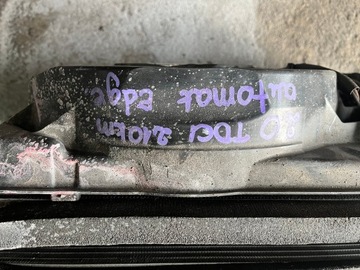 2.0 TDCI 210km
automat Edge